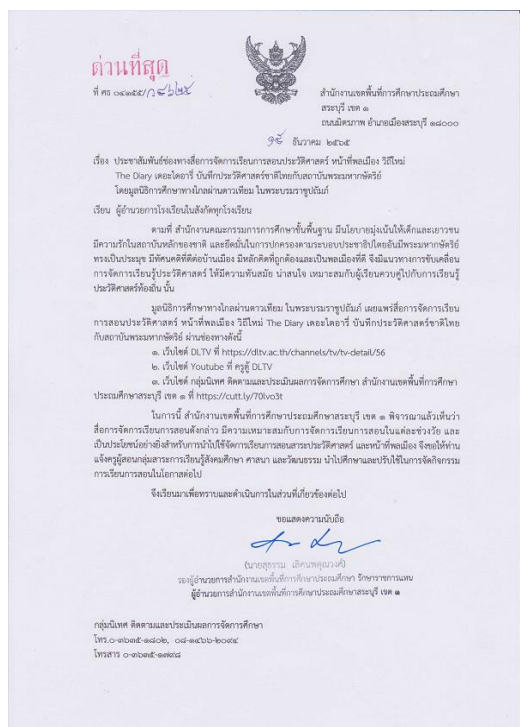 ด่วนที่สุด
ที่ ศธ ๐๔๑๕๕/
สำนักงานเขตพื้นที่การศึกษาประถมศึกษา
สระบุรี เขต ๑
ถนนมิตรภาพ อำเภอเมืองสระบุรี ๑๘๐๐๐
ธันวาคม ๒๕๖๕
เรื่อง ประชาสัมพันธ์ช่องทางสื่อการจัดการเรียนการสอนประวัติศาสตร์ หน้าที่พลเมือง วิถีใหม่
The Diary เดอะไดอารี่ บันทึกประวัติศาสตร์ชาติไทยกับสถาบันพระมหากษัตริย์
โดยมูลนิธิการศึกษาทางไกลผ่านดาวเทียม ในพระบรมราชูปถัมภ์
เรียน ผู้อำนวยการโรงเรียนในสังกัดทุกโรงเรียน
ตามที่ สำนักงานคณะกรรมการการศึกษาขั้นพื้นฐาน มีนโยบายมุ่งเน้นให้เด็กและเยาวชน
มีความรักในสถาบันหลักของชาติ และยึดมั่นในการปกครองตามระบอบประชาธิปไตยอันมีพระมหากษัตริย์
ทรงเป็นประมุข มีทัศนคติที่ดีต่อบ้านเมือง มีหลักคิดที่ถูกต้องและเป็นพลเมืองที่ดี จึงมีแนวทางการขับเคลื่อน
การจัดการเรียนรู้ประวัติศาสตร์ ให้มีความทันสมัย น่าสนใจ เหมาะสมกับผู้เรียนควบคู่ไปกับการเรียนรู้
ประวัติศาสตร์ท้องถิ่น นั้น
มูลนิธิการศึกษาทางไกลผ่านดาวเทียม ในพระบรมราชูปถัมภ์ เผยแพร่สื่อการจัดการเรียน
การสอนประวัติศาสตร์ หน้าที่พลเมือง วิถีใหม่ The Diary เดอะไดอารี่ บันทึกประวัติศาสตร์ชาติไทย
กับสถาบันพระมหากษัตริย์ ผ่านช่องทางดังนี้
๑. เว็บไซต์ DLTV ที่ https://dltv.ac.th/channels/tv/tv-detail/56
๒. เว็บไซต์ Youtube ที่ ครูตู้ DLTV
๓. เว็บไซต์ กลุ่มนิเทศ ติดตามและประเมินผลการจัดการศึกษา สำนักงานเขตพื้นที่การศึกษา
ประถมศึกษาสระบุรี เขต ๑ ที่ https://cutt.ly/70lvo3t
ในการนี้ สำนักงานเขตพื้นที่การศึกษาประถมศึกษาสระบุรี เขต ๑ พิจารณาแล้วเห็นว่า
สื่อการจัดการเรียนการสอนดังกล่าว มีความเหมาะสมกับการจัดการเรียนการสอนในแต่ละช่วงวัย และ
เป็นประโยชน์อย่างยิ่งสำหรับการนำไปใช้จัดการเรียนการสอนสาระประวัติศาสตร์ และหน้าที่พลเมือง จึงขอให้ท่าน
แจ้งครูผู้สอนกลุ่มสาระการเรียนรู้สังคมศึกษา ศาสนา และวัฒนธรรม นำไปศึกษาและปรับใช้ในการจัดกิจกรรม
การเรียนการสอนในโอกาสต่อไป
จึงเรียนมาเพื่อทราบและดำเนินการในส่วนที่เกี่ยวข้องต่อไป
ขอแสดงความนับถือ
(นายสุธรรม เลิศนพคุณวงศ์)
รองผู้อำนวยการสำนักงานเขตพื้นที่การศึกษาประถมศึกษา รักษาราชการแทน
ผู้อำนวยการสำนักงานเขตพื้นที่การศึกษาประถมศึกษาสระบุรี เขต ๑
กลุ่มนิเทศ ติดตามและประเมินผลการจัดการศึกษา
โทร.๐-๓๖๓๕-๑๘๐๒, ๐๘-๑๔๖๖-๒๐๙๔
โทรสาร ๐-๓๖๓๕-๑๗๙๘